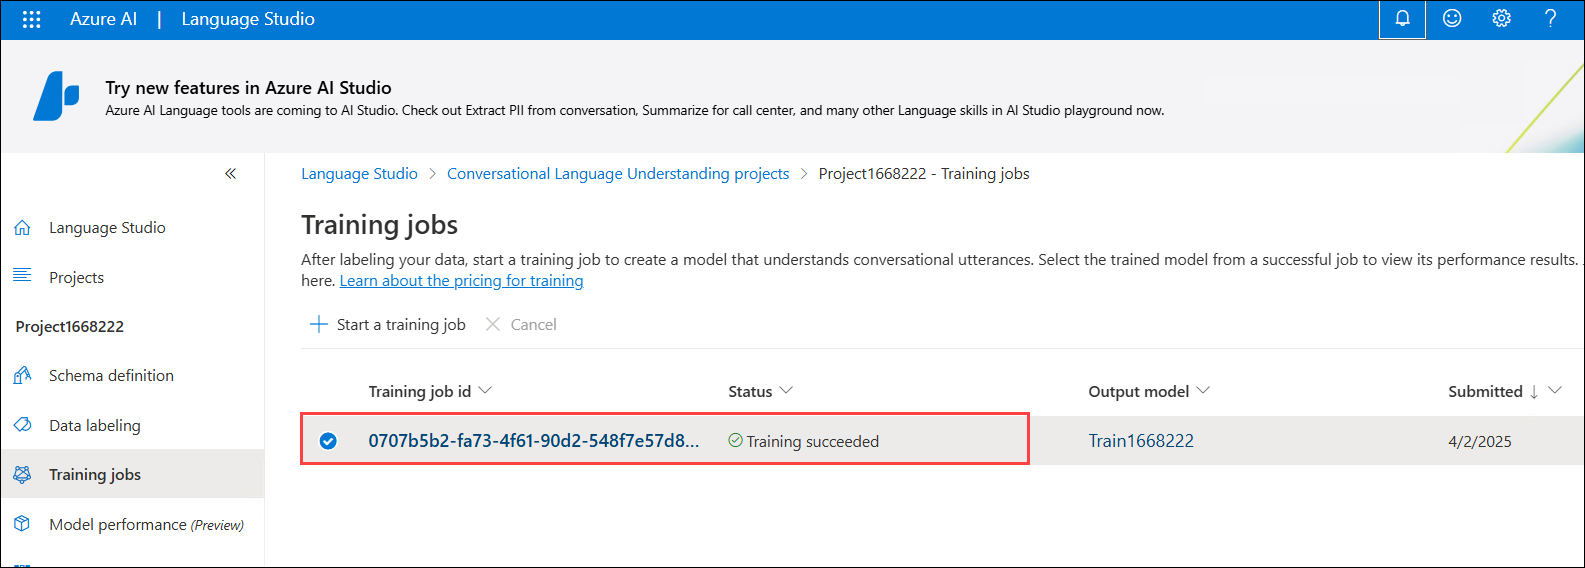 Azure AI | Language Studio
Try new features in Azure AI Studio
Azure AI Language tools are coming to AI Studio. Check out Extract PII from conversation, Summarize for call center, and many other Language skills in AI Studio playground now.
Language Studio > Conversational Language Understanding projects > Project1668222 - Training jobs
Language Studio
Projects
Project1668222
Schema definition
Data labeling
Training jobs
Model performance (Preview)
Training jobs
After labeling your data, start a training job to create a model that understands conversational utterances. Select the trained model from a successful job to view its performance results.
here. Learn about the pricing for training
Start a training job Cancel
Training job id Status Output model Submitted ↓
0707b5b2-fa73-4f61-90d2-548f7e57d8... Training succeeded Train1668222 4/2/2025